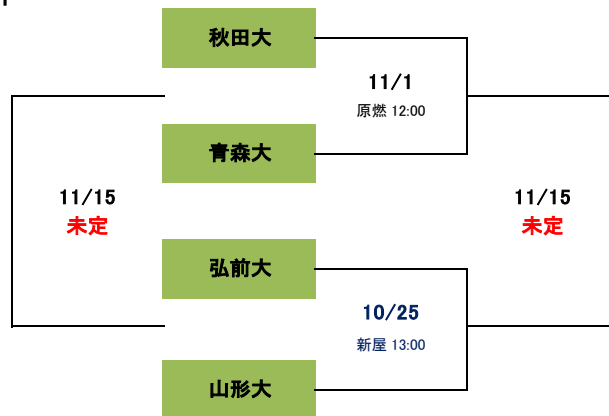 秋田大
11/1
原燃 12:00
青森大
11/15
未定
11/15
未定
弘前大
10/25
新屋 13:00
山形大